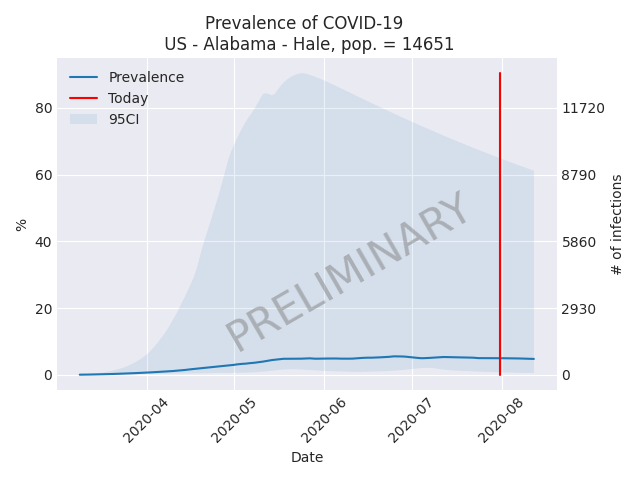 Prevalence of COVID-19
US - Alabama - Hale, pop. = 14651
Prevalence
Today
95CI
80
60
40
20
0
%
11720
8790
5860
2930
0
# of infections
PRELIMINARY
2020-04
2020-05
2020-06
2020-07
2020-08
Date